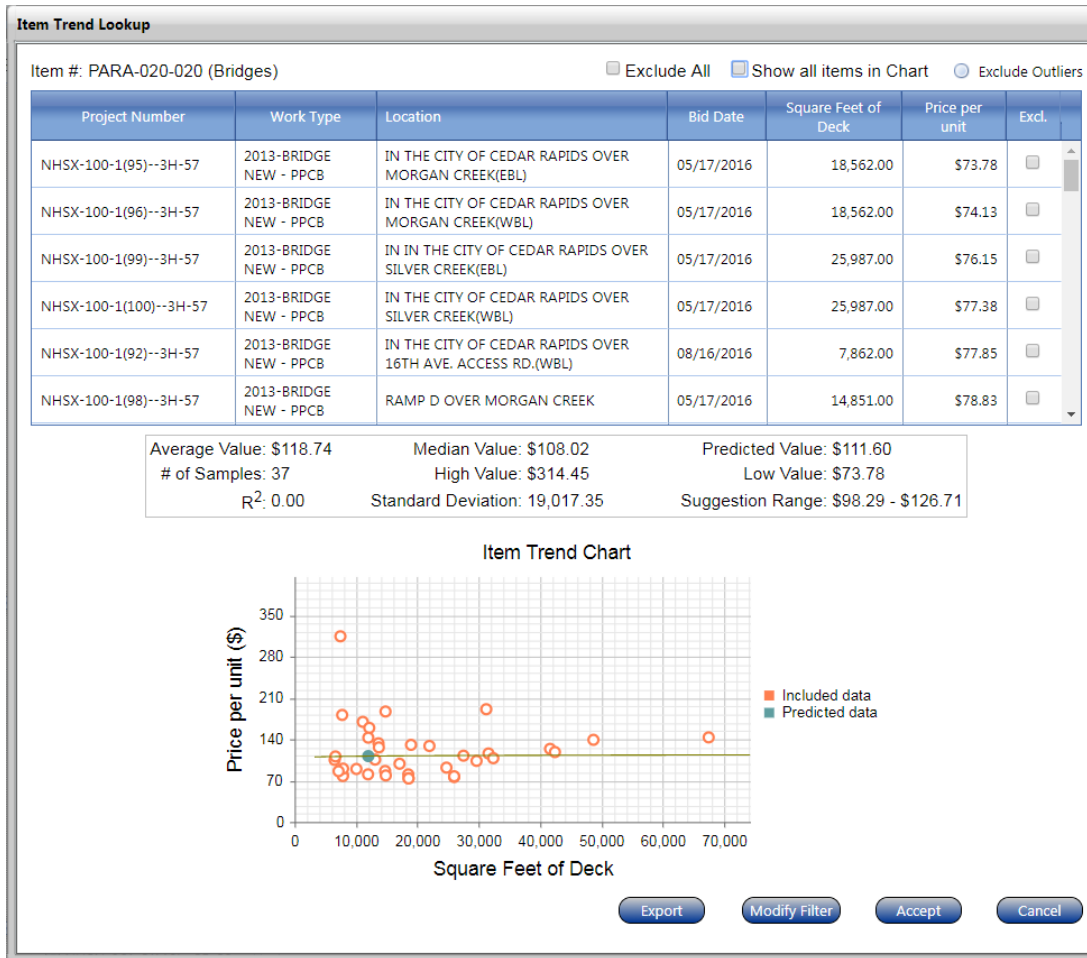 Item Trend Lookup
Item #: PARA-020-020 (Bridges) Exclude All Show all items in Chart Exclude Outliers
Project Number Work Type Location Bid Date Square Feet of Deck Price per unit Excl.
NHSX-100-1(95)--3H-57 2013-BRIDGE NEW - PPCB IN THE CITY OF CEDAR RAPIDS OVER MORGAN CREEK(EBL) 05/17/2016 18,562.00 $73.78
NHSX-100-1(96)--3H-57 2013-BRIDGE NEW - PPCB IN THE CITY OF CEDAR RAPIDS OVER MORGAN CREEK(WBL) 05/17/2016 18,562.00 $74.13
NHSX-100-1(99)--3H-57 2013-BRIDGE NEW - PPCB IN IN THE CITY OF CEDAR RAPIDS OVER SILVER CREEK(EBL) 05/17/2016 25,987.00 $76.15
NHSX-100-1(100)--3H-57 2013-BRIDGE NEW - PPCB IN THE CITY OF CEDAR RAPIDS OVER SILVER CREEK(WBL) 05/17/2016 25,987.00 $77.38
NHSX-100-1(92)--3H-57 2013-BRIDGE NEW - PPCB IN THE CITY OF CEDAR RAPIDS OVER 16TH AVE. ACCESS RD.(WBL) 08/16/2016 7,862.00 $77.85
NHSX-100-1(98)--3H-57 2013-BRIDGE NEW - PPCB RAMP D OVER MORGAN CREEK 05/17/2016 14,851.00 $78.83
Average Value: $118.74 Median Value: $108.02 Predicted Value: $111.60
# of Samples: 37 High Value: $314.45 Low Value: $73.78
R2: 0.00 Standard Deviation: 19,017.35 Suggestion Range: $98.29 - $126.71
Item Trend Chart
Price per unit ($)
350
280
210
140
70
0
0 10,000 20,000 30,000 40,000 50,000 60,000 70,000
Square Feet of Deck
Included data
Predicted data
Export Modify Filter Accept Cancel